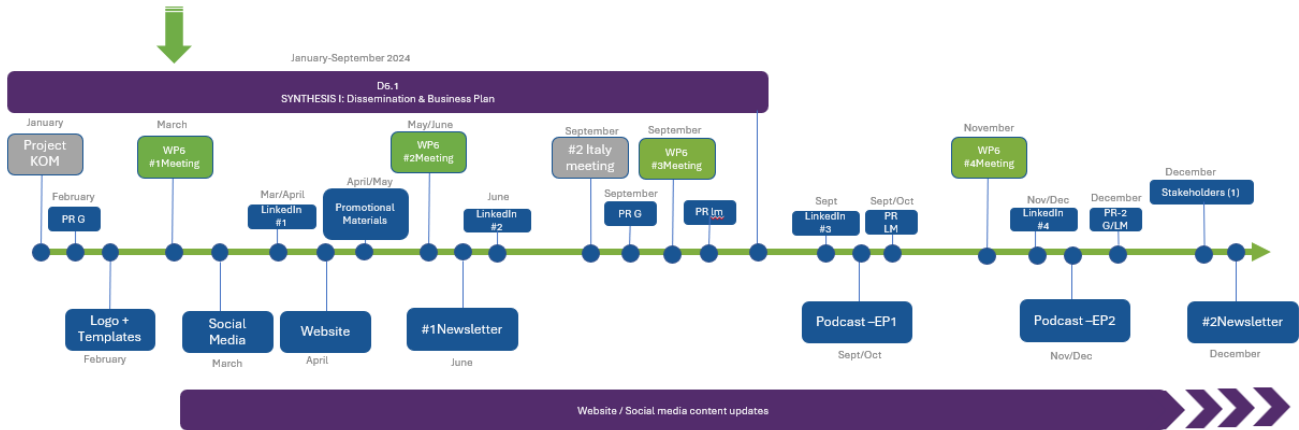 January-September 2024
D6.1
SYNTHESIS I: Dissemination & Business Plan
January
Project
KOM
February
PR G
March
WP6
#1Meeting
Mar/April
LinkedIn
#1
April/May
Promotional
Materials
May/June
WP6
#2Meeting
June
LinkedIn
#2
September
#2 Italy
meeting
September
PR G
September
WP6
#3Meeting
PR lm
Sept
LinkedIn
#3
Sept/Oct
PR
LM
November
WP6
#4Meeting
Nov/Dec
LinkedIn
#4
December
PR-2
G/LM
December
Stakeholders (1)
Logo +
Templates
February
Social
Media
March
Website
April
#1Newsletter
June
Podcast –EP1
Sept/Oct
Podcast –EP2
Nov/Dec
#2Newsletter
December
Website / Social media content updates